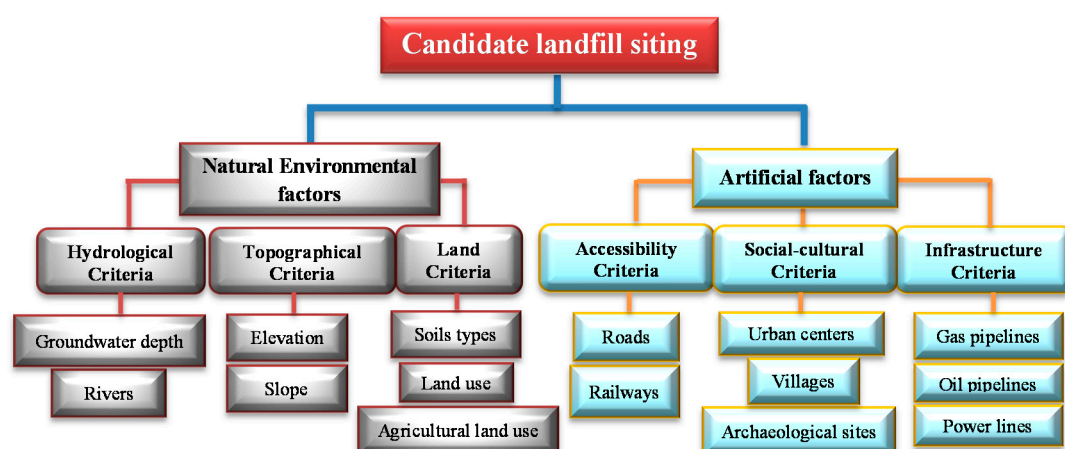 Candidate landfill siting
Natural Environmental
factors
Artificial factors
Hydrological
Criteria
Topographical
Criteria
Land
Criteria
Accessibility
Criteria
Social-cultural
Criteria
Infrastructure
Criteria
Groundwater depth
Rivers
Elevation
Slope
Soils types
Land use
Agricultural land use
Roads
Railways
Urban centers
Villages
Archaeological sites
Gas pipelines
Oil pipelines
Power lines